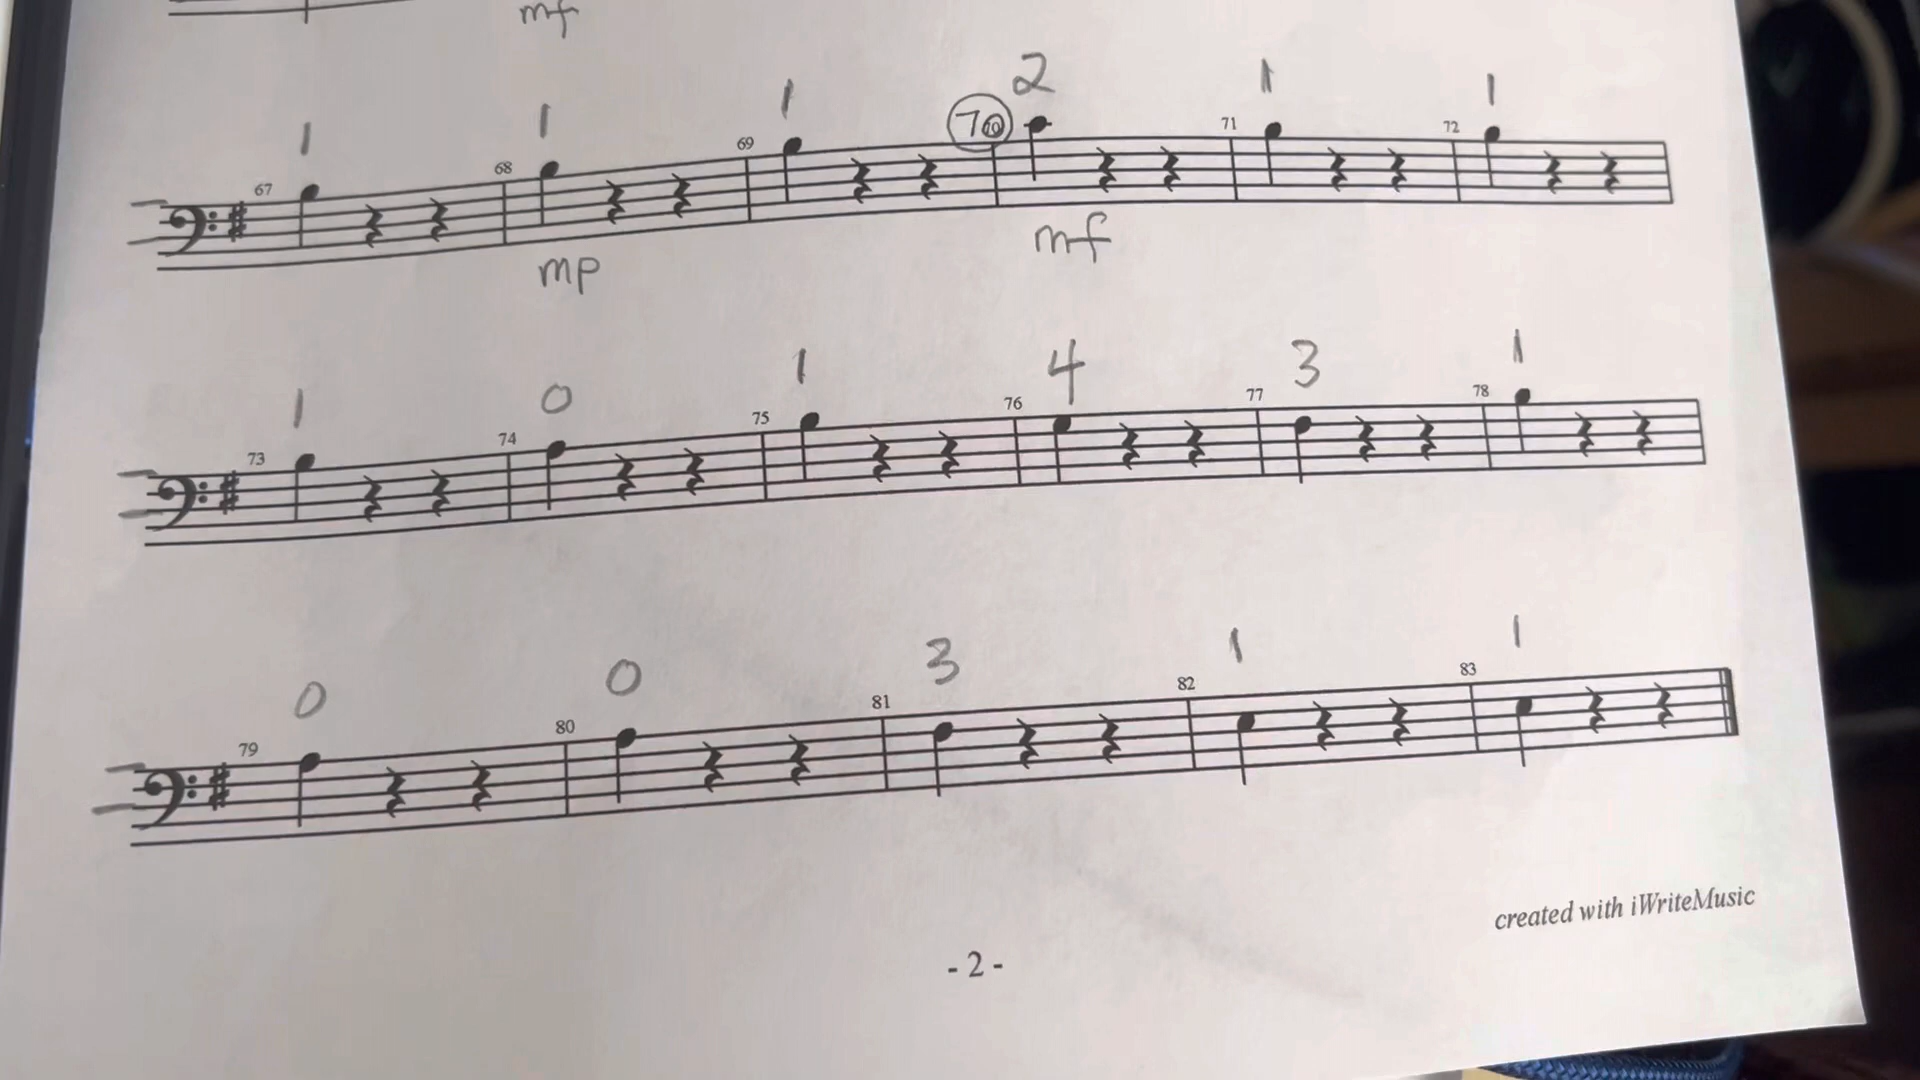 mf
1 1 1 2 1 1
67 68 69 70 71 72
mp mf
1 0 1 4 3 1
73 74 75 76 77 78
0 0 3 1 1
79 80 81 82 83
created with iWriteMusic
- 2 -